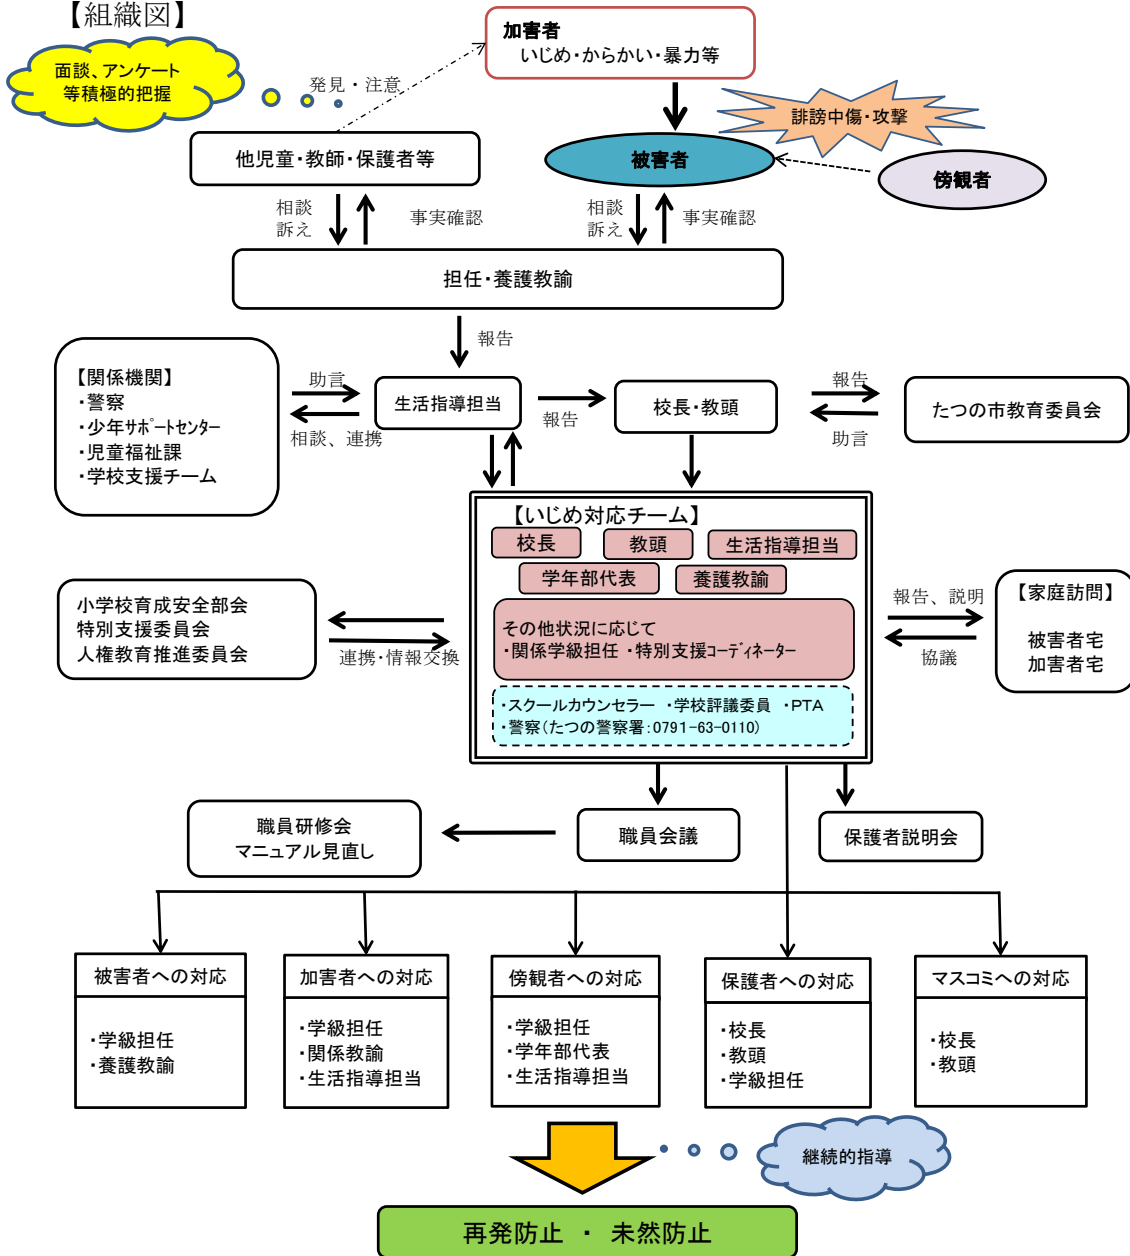 【組織図】
面談、アンケート
等積極的把握
加害者
いじめ・からかい・暴力等
発見・注意
誹謗中傷・攻撃
他児童・教師・保護者等
被害者
傍観者
相談
訴え
事実確認
相談
訴え
事実確認
担任・養護教諭
報告
【関係機関】
・警察
・少年サポートセンター
・児童福祉課
・学校支援チーム
助言
相談、連携
生活指導担当
報告
校長・教頭
報告
助言
たつの市教育委員会
【いじめ対応チーム】
校長
教頭
生活指導担当
学年部代表
養護教諭
その他状況に応じて
・関係学級担任 ・特別支援コーディネーター
・スクールカウンセラー ・学校評議委員 ・PTA
・警察(たつの警察署:0791-63-0110)
小学校育成安全部会
特別支援委員会
人権教育推進委員会
連携・情報交換
報告、説明
協議
【家庭訪問】
被害者宅
加害者宅
職員研修会
マニュアル見直し
職員会議
保護者説明会
被害者への対応
・学級担任
・養護教諭
加害者への対応
・学級担任
・関係教諭
・生活指導担当
傍観者への対応
・学級担任
・学年部代表
・生活指導担当
保護者への対応
・校長
・教頭
・学級担任
マスコミへの対応
・校長
・教頭
継続的指導
再発防止 ・ 未然防止